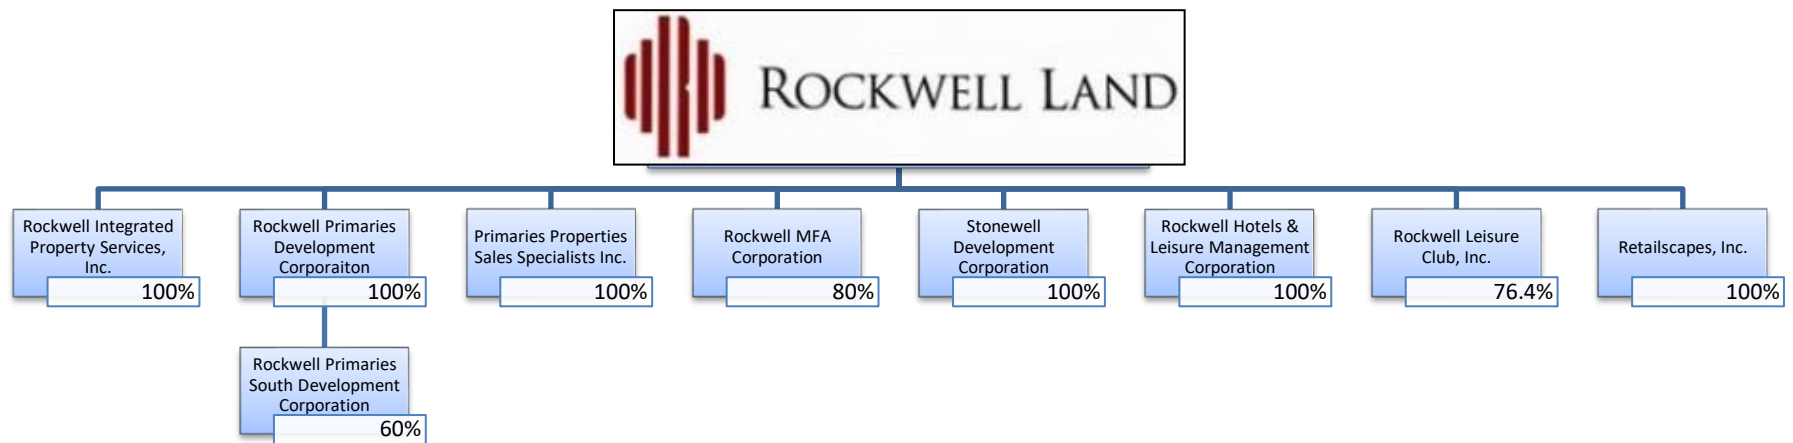 ROCKWELL LAND
Rockwell Integrated
Property Services,
Inc.
100%
Rockwell Primaries
Development
Corporaiton
100%
Primaries Properties
Sales Specialists Inc.
100%
Rockwell MFA
Corporation
80%
Stonewell
Development
Corporation
100%
Rockwell Hotels &
Leisure Management
Corporation
100%
Rockwell Leisure
Club, Inc.
76.4%
Retailscapes, Inc.
100%
Rockwell Primaries
South Development
Corporation
60%